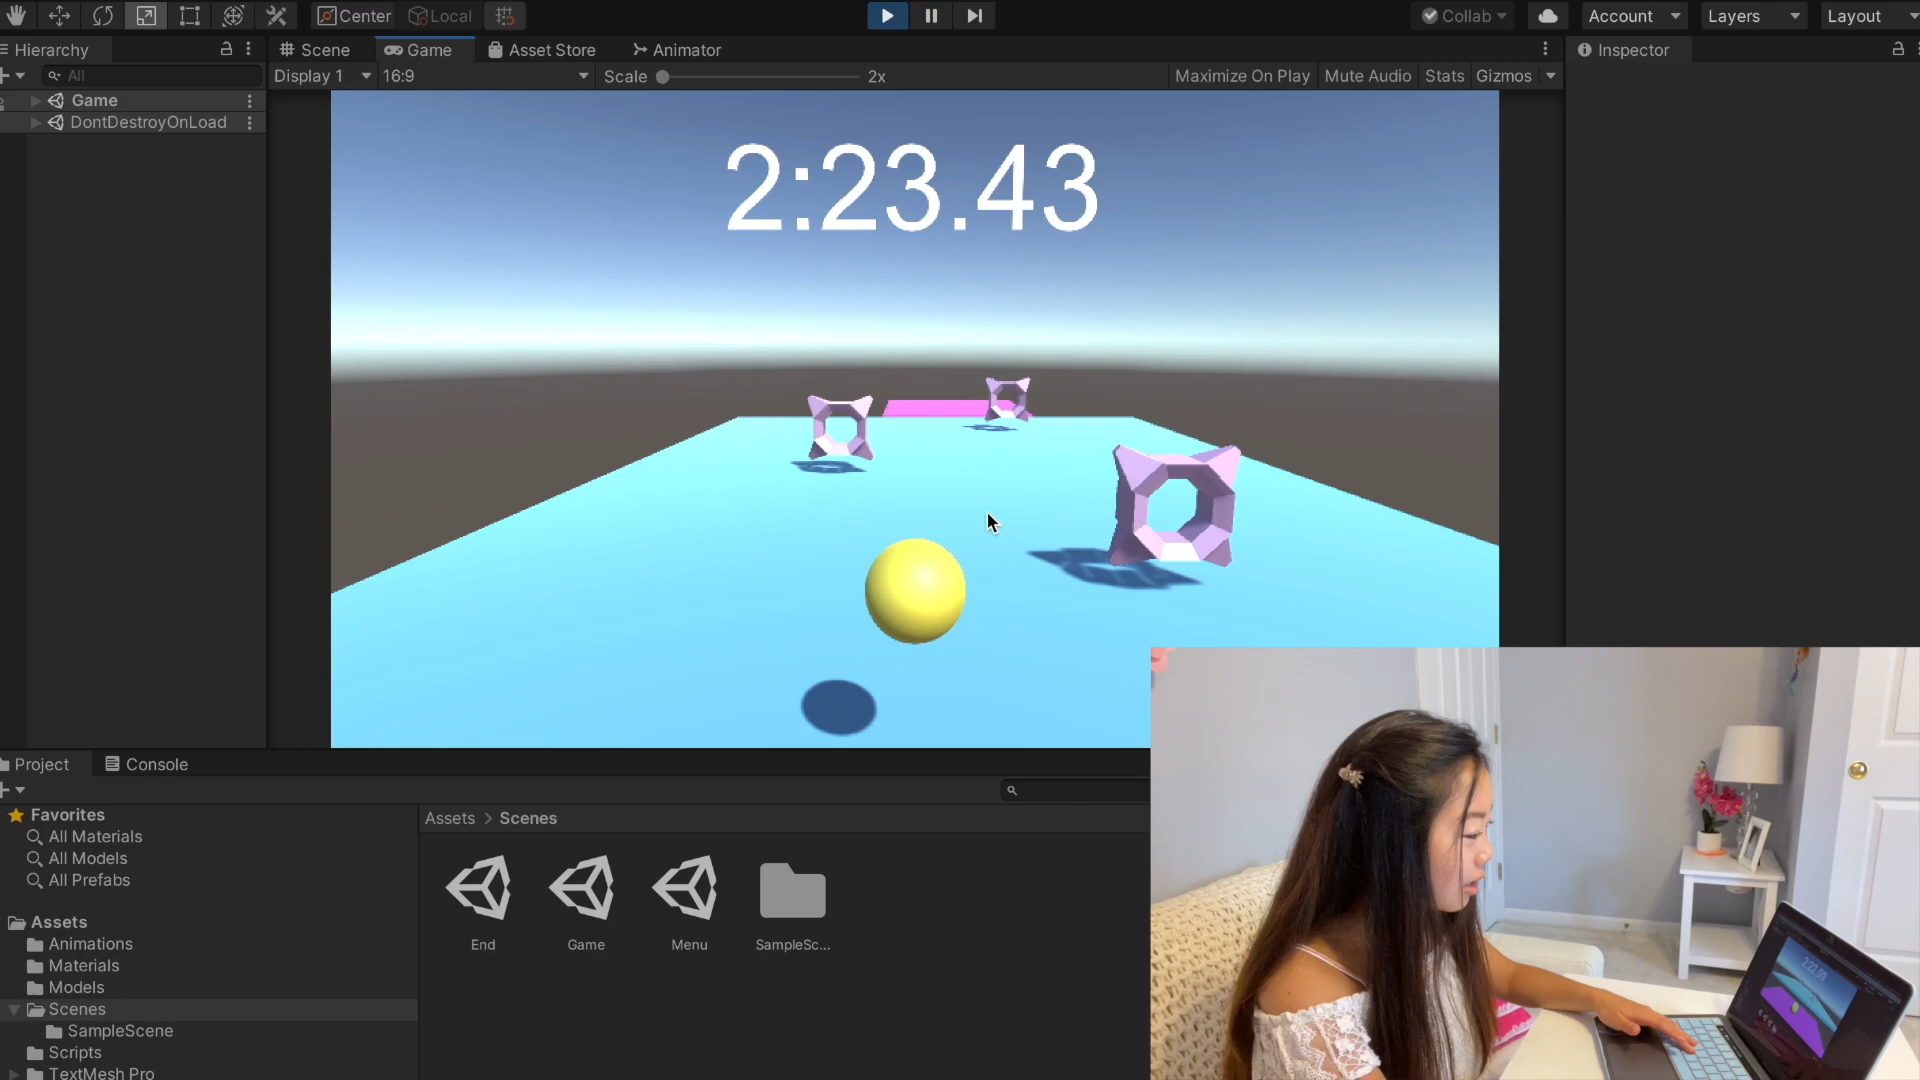 Center
Local
Collab
Account
Layers
Layout
Hierarchy
Scene
Game
Asset Store
Animator
Inspector
All
Display 1
16:9
Scale
2x
Maximize On Play
Mute Audio
Stats
Gizmos
Game
DontDestroyOnLoad
2:23.43
Project
Console
Favorites
All Materials
All Models
All Prefabs
Assets
Animations
Materials
Models
Scenes
SampleScene
Scripts
TextMesh Pro
Assets > Scenes
End
Game
Menu
SampleSc...